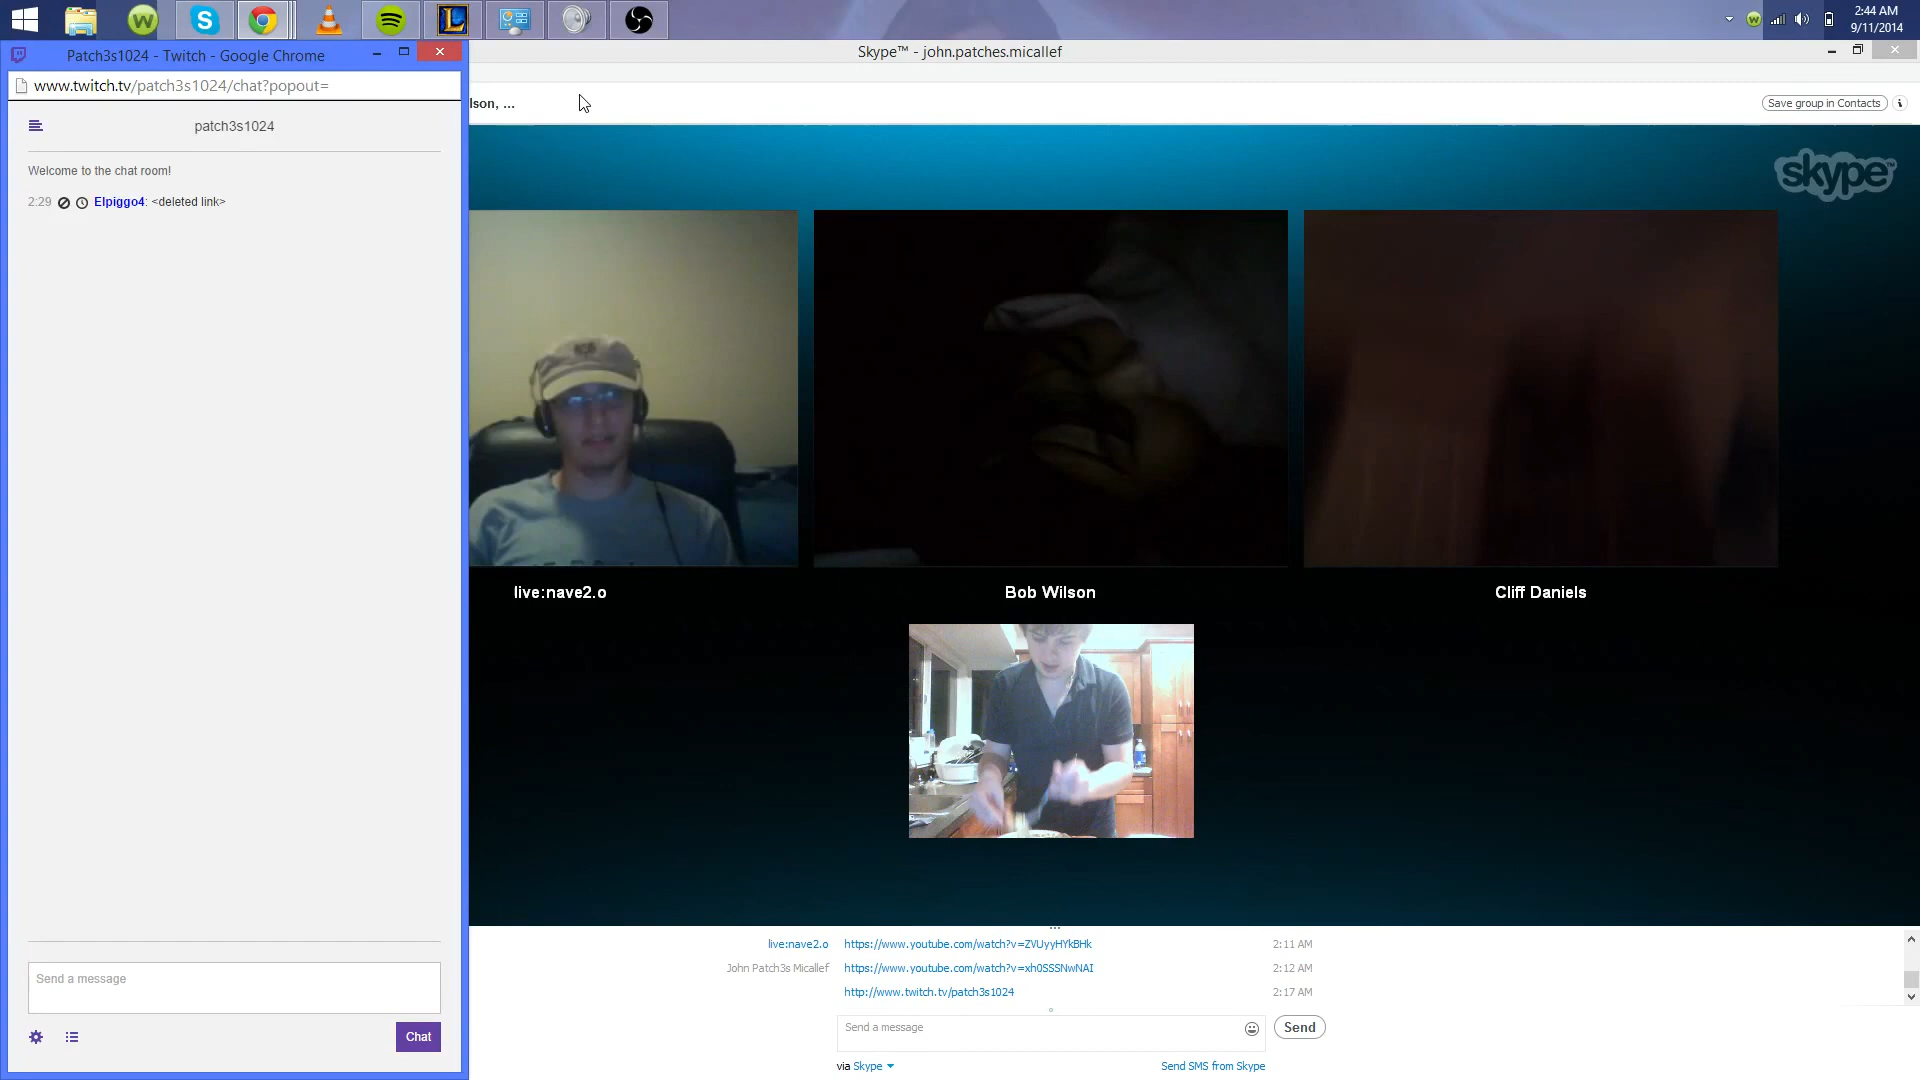 2:44 AM
9/11/2014
Patch3s1024 - Twitch - Google Chrome
www.twitch.tv/patch3s1024/chat?popout=
patch3s1024
Welcome to the chat room!
2:29 Elpiggo4: <deleted link>
Send a message
Chat
Skype™ - john.patches.micallef
lson, ...
Save group in Contacts
skype™
live:nave2.o
Bob Wilson
Cliff Daniels
live:nave2.o https://www.youtube.com/watch?v=ZVUyyHYkBHk 2:11 AM
John Patch3s Micallef https://www.youtube.com/watch?v=xh0SSSNwNAI 2:12 AM
http://www.twitch.tv/patch3s1024 2:17 AM
Send a message
Send
via Skype
Send SMS from Skype